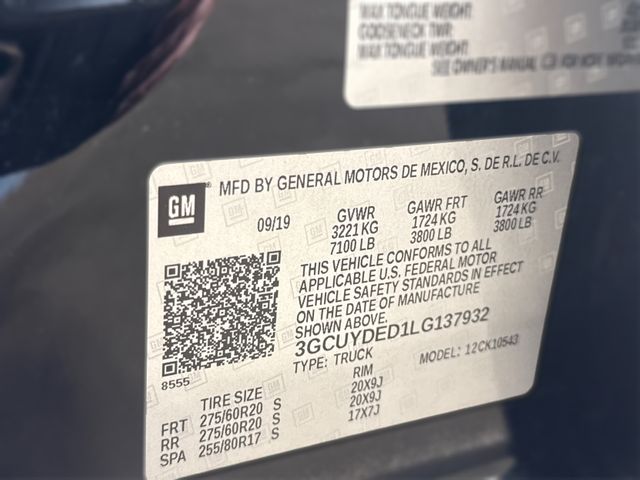 MAX TONGUE WEIGHT:
GOOSENECK TWR:
MAX TONGUE WEIGHT:
SEE OWNER'S MANUAL FOR MORE
GM MFD BY GENERAL MOTORS DE MEXICO, S. DE R.L. DE C.V.
09/19 GVWR GAWR FRT GAWR RR
3221 KG 1724 KG 1724 KG
7100 LB 3800 LB 3800 LB
THIS VEHICLE CONFORMS TO ALL
APPLICABLE U.S. FEDERAL MOTOR
VEHICLE SAFETY STANDARDS IN EFFECT
ON THE DATE OF MANUFACTURE
SHOWN ABOVE.
3GCUYDED1LG137932
TYPE: TRUCK MODEL: 12CK10543
8555
TIRE SIZE RIM
FRT 275/60R20 S 20X9J
RR 275/60R20 S 20X9J
SPA 255/80R17 S 17X7J